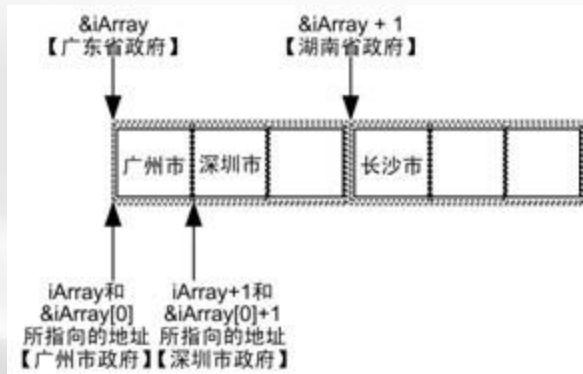 &iArray
【广东省政府】
&iArray + 1
【湖南省政府】
广州市
深圳市
长沙市
iArray和
&iArray[0]
所指向的地址
【广州市政府】
iArray+1和
&iArray[0]+1
所指向的地址
【深圳市政府】